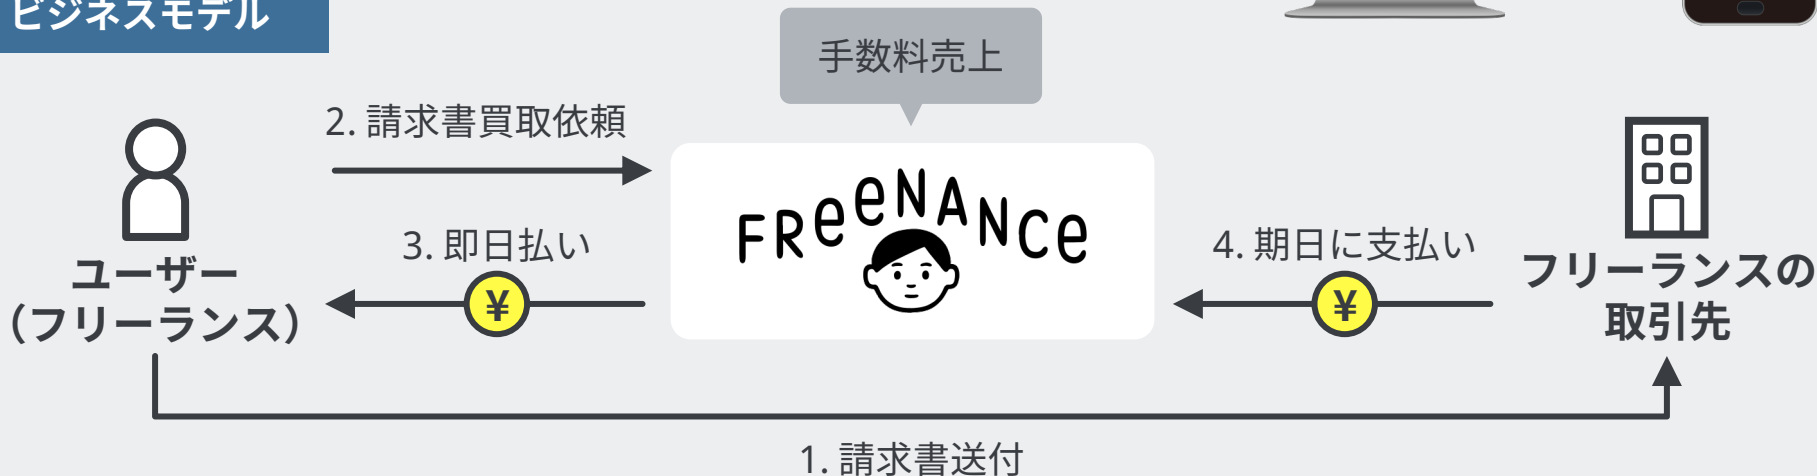 ビジネスモデル
手数料売上
2. 請求書買取依頼
FReeNANce
3. 即日払い
¥
4. 期日に支払い
¥
ユーザー
（フリーランス）
フリーランスの
取引先
1. 請求書送付